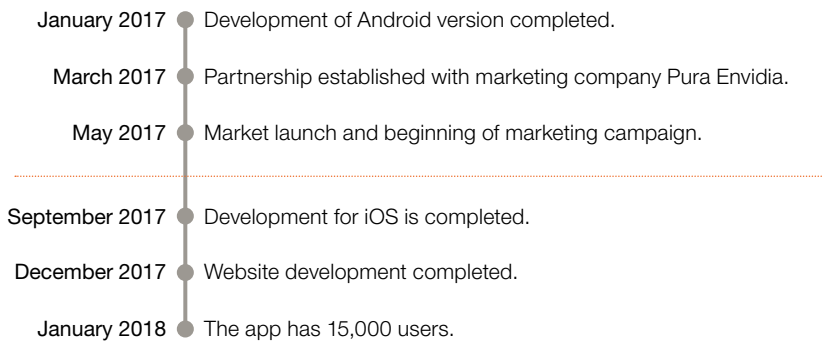 January 2017 Development of Android version completed.
March 2017 Partnership established with marketing company Pura Envidia.
May 2017 Market launch and beginning of marketing campaign.
September 2017 Development for iOS is completed.
December 2017 Website development completed.
January 2018 The app has 15,000 users.